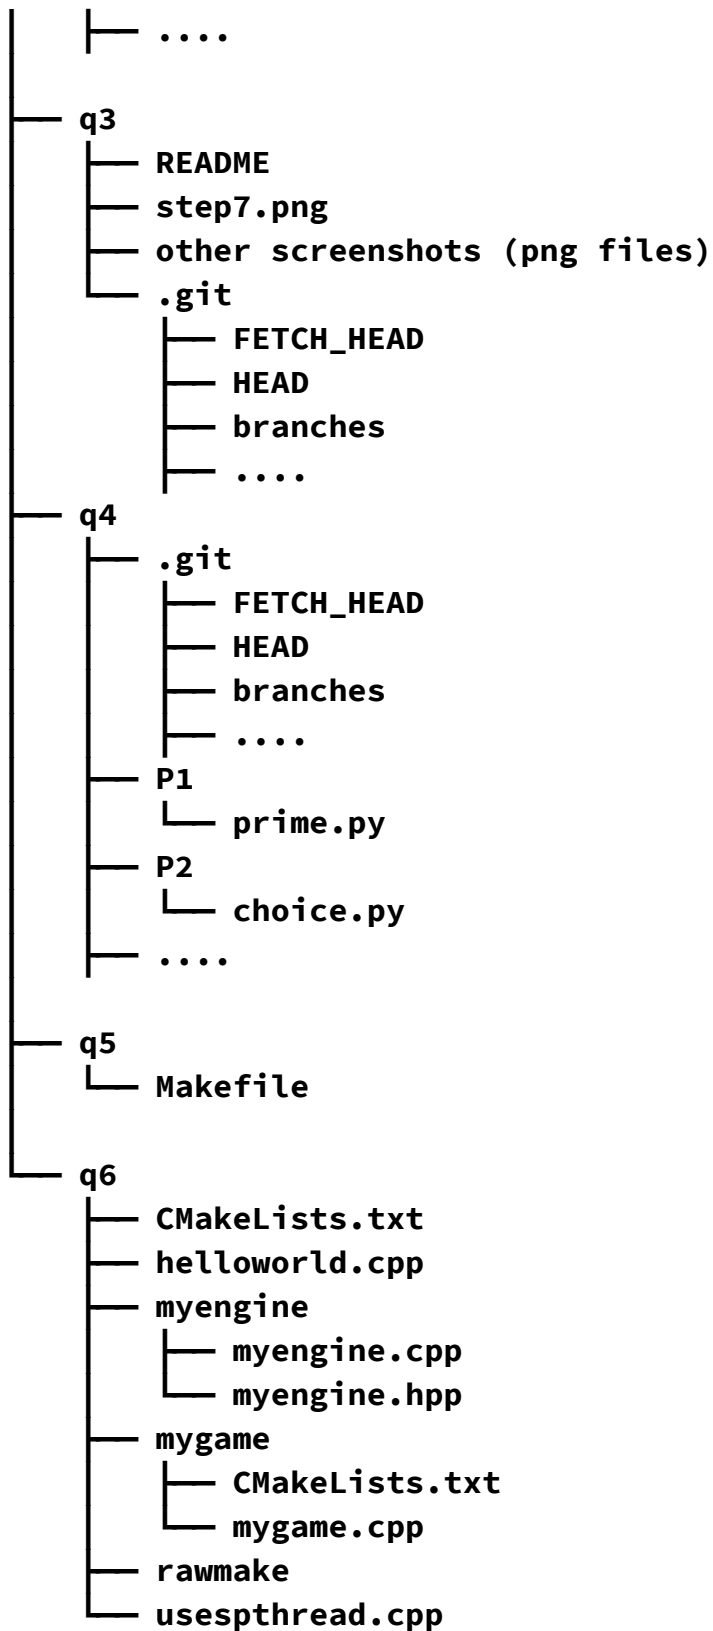 ....
q3
README
step7.png
other screenshots (png files)
.git
FETCH_HEAD
HEAD
branches
....
q4
.git
FETCH_HEAD
HEAD
branches
....
P1
prime.py
P2
choice.py
....
q5
Makefile
q6
CMakeLists.txt
helloworld.cpp
myengine
myengine.cpp
myengine.hpp
mygame
CMakeLists.txt
mygame.cpp
rawmake
usespthread.cpp